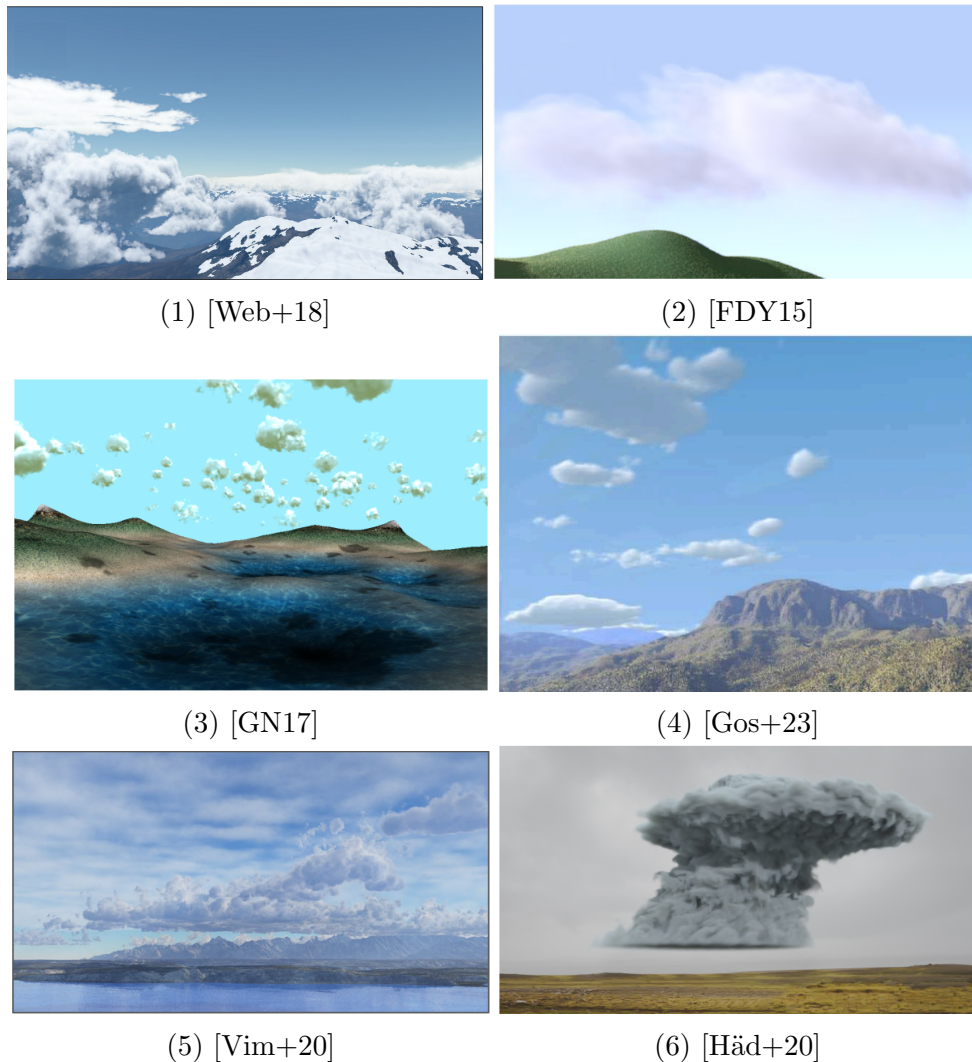 (1) [Web+18]
(2) [FDY15]
(3) [GN17]
(4) [Gos+23]
(5) [Vim+20]
(6) [Häd+20]